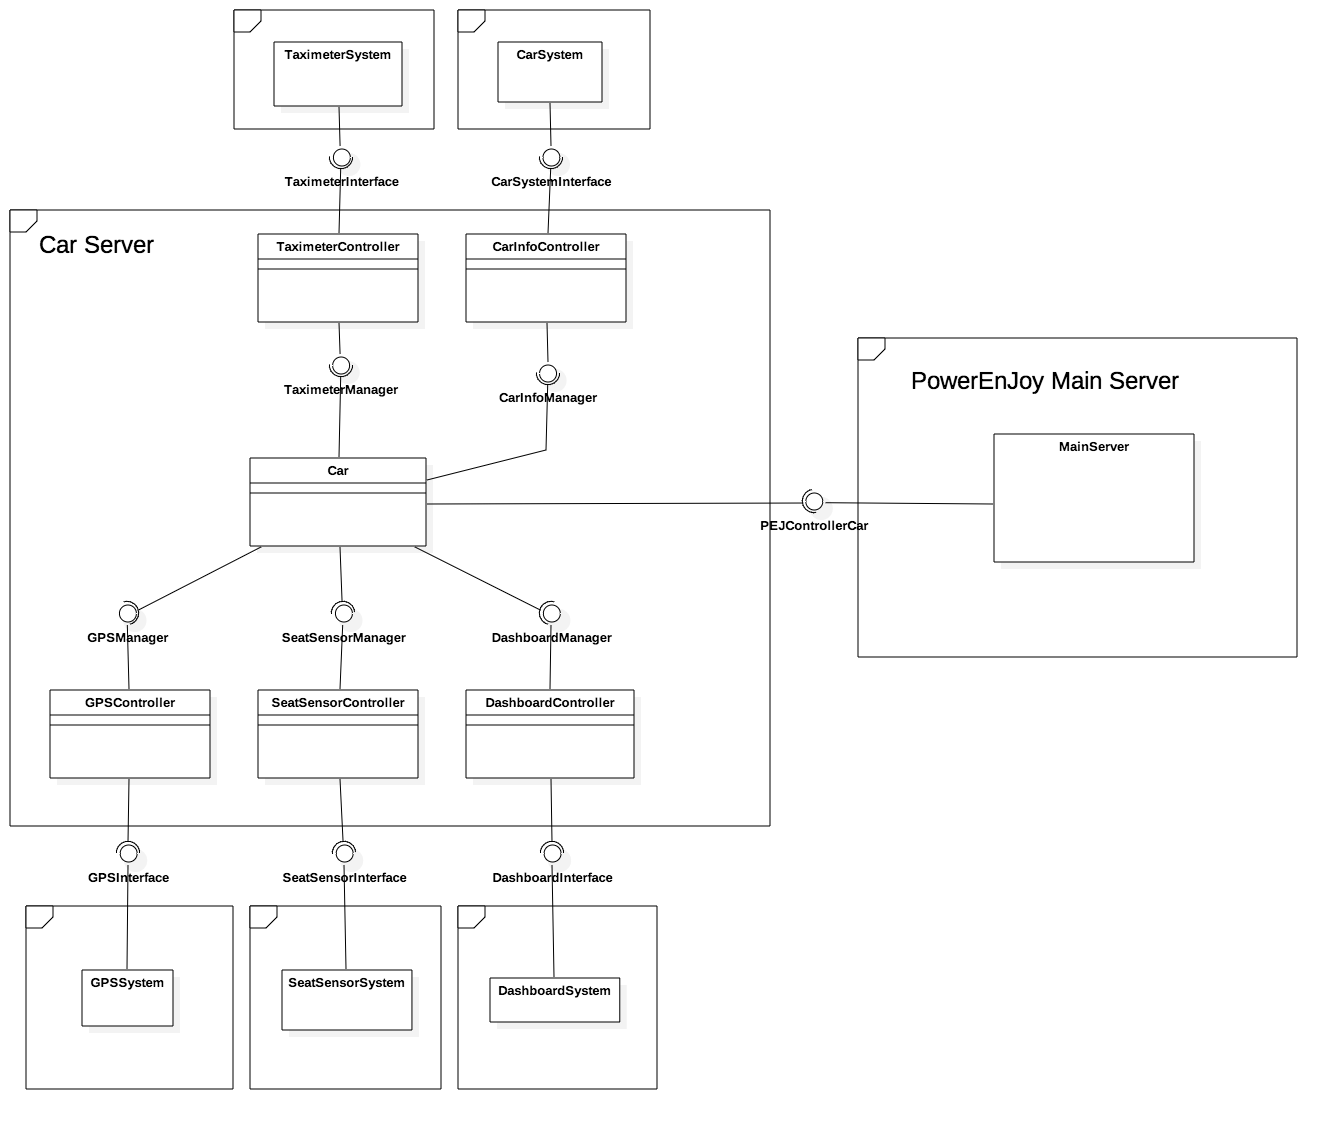 TaximeterSystem
CarSystem
TaximeterInterface
CarSystemInterface
Car Server
TaximeterController
CarInfoController
TaximeterManager
CarInfoManager
PowerEnJoy Main Server
MainServer
Car
PEJControllerCar
GPSManager
SeatSensorManager
DashboardManager
GPSController
SeatSensorController
DashboardController
GPSInterface
SeatSensorInterface
DashboardInterface
GPSSystem
SeatSensorSystem
DashboardSystem